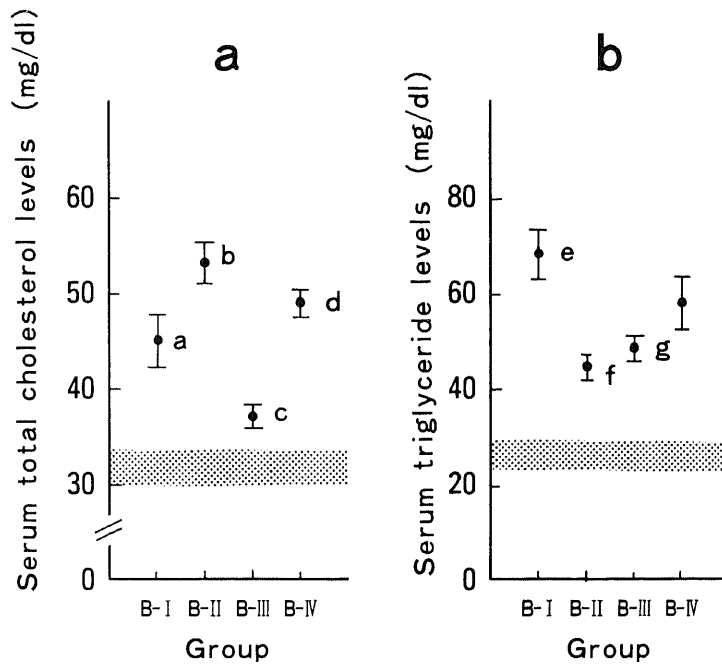 a
Serum total cholesterol levels (mg/dl)
60
50
40
30
0
a
b
c
d
B-I B-II B-III B-IV
Group
b
Serum triglyceride levels (mg/dl)
80
60
40
20
0
e
f
g
B-I B-II B-III B-IV
Group